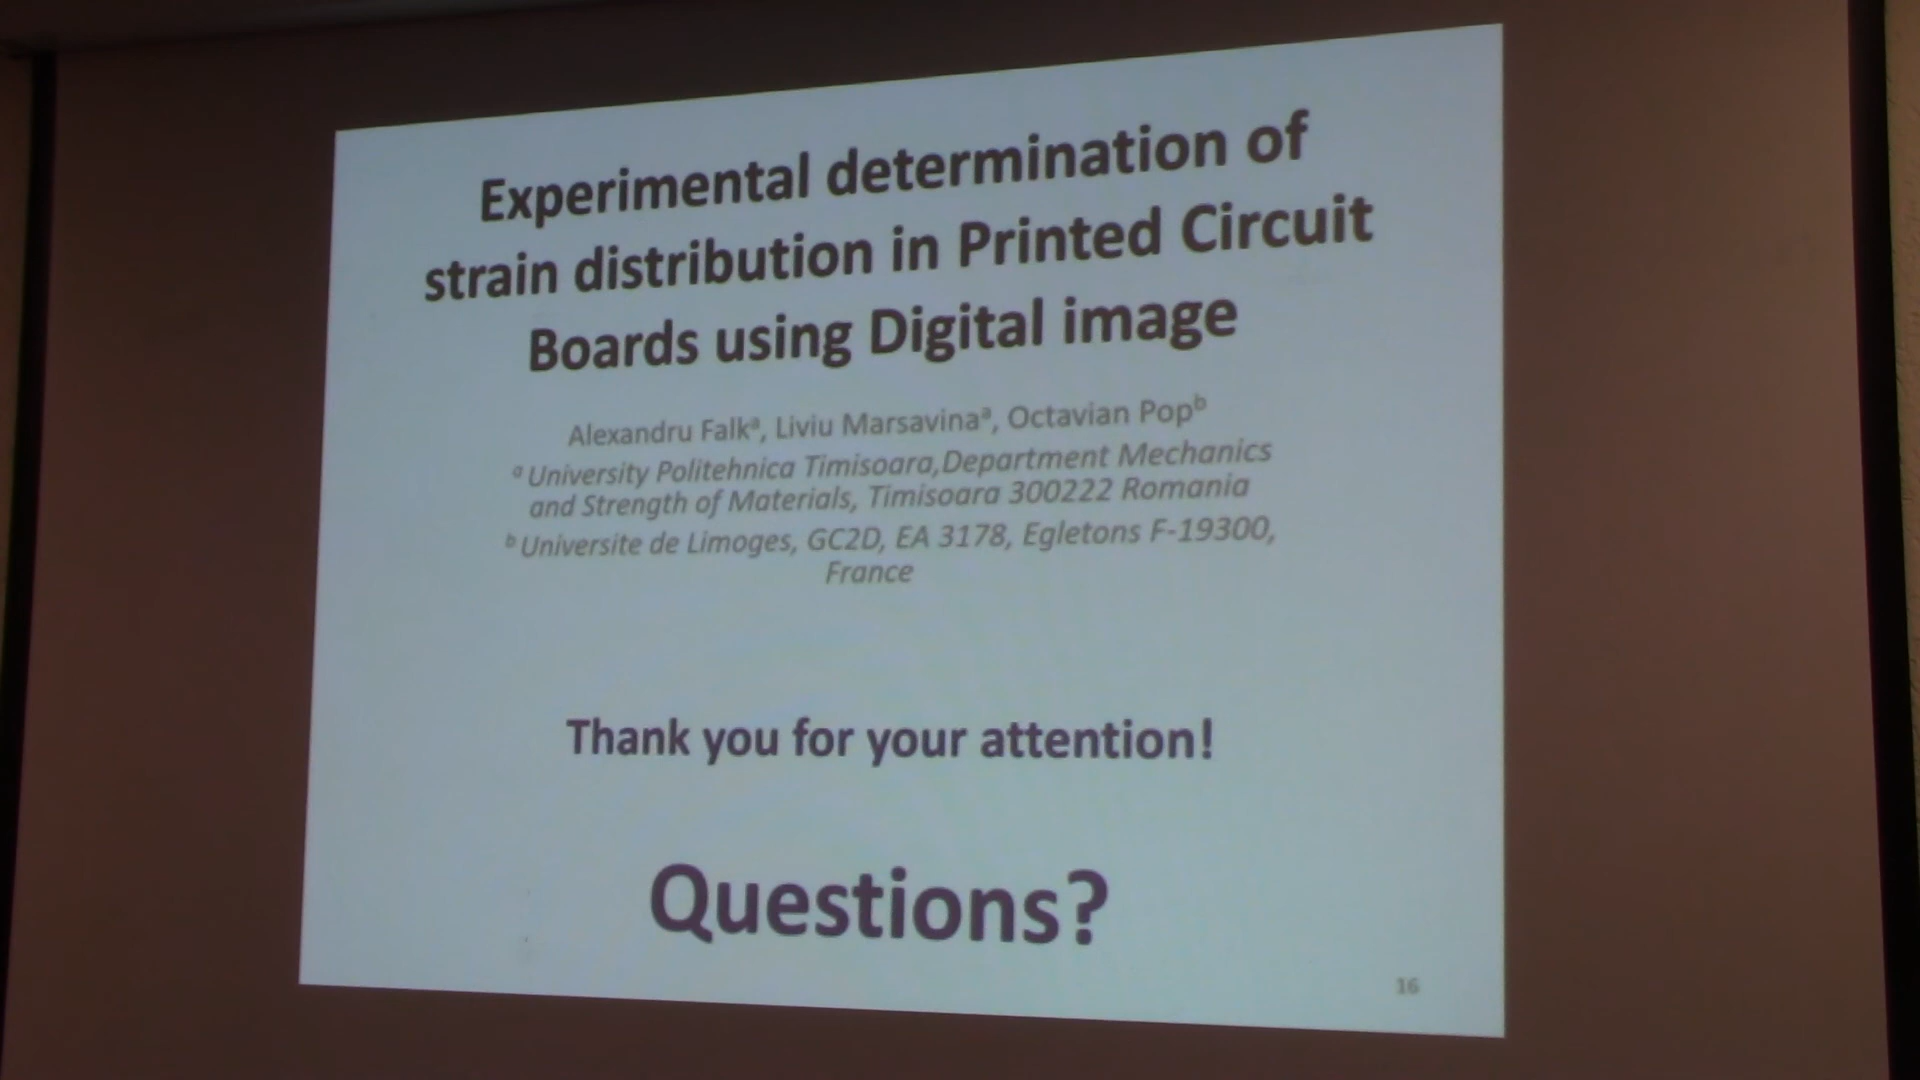 Experimental determination of
strain distribution in Printed Circuit
Boards using Digital image
Alexandru Falkᵃ, Liviu Marsavinaᵃ, Octavian Popᵇ
ᵃ University Politehnica Timisoara,Department Mechanics
and Strength of Materials, Timisoara 300222 Romania
ᵇ Universite de Limoges, GC2D, EA 3178, Egletons F-19300,
France
Thank you for your attention!
Questions?
16